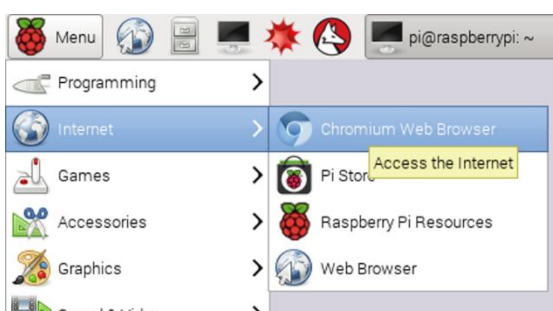 Menu
pi@raspberrypi: ~
Programming
Internet
Chromium Web Browser
Access the Internet
Games
Pi Store
Accessories
Raspberry Pi Resources
Graphics
Web Browser